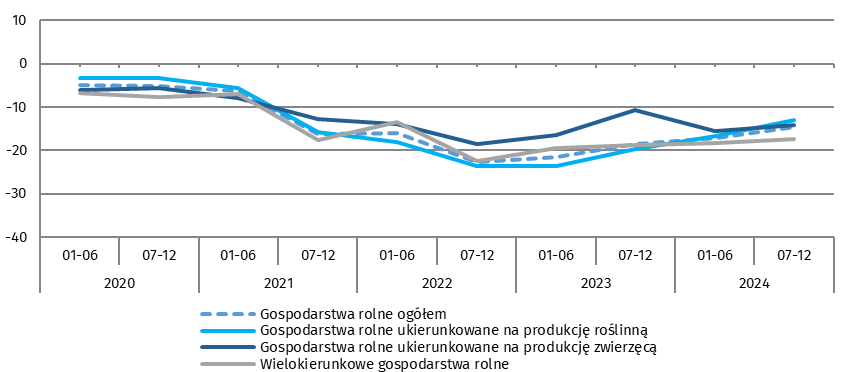 10
0
-10
-20
-30
-40
01-06 07-12 01-06 07-12 01-06 07-12 01-06 07-12 01-06 07-12
2020 2021 2022 2023 2024
Gospodarstwa rolne ogółem
Gospodarstwa rolne ukierunkowane na produkcję roślinną
Gospodarstwa rolne ukierunkowane na produkcję zwierzęcą
Wielokierunkowe gospodarstwa rolne